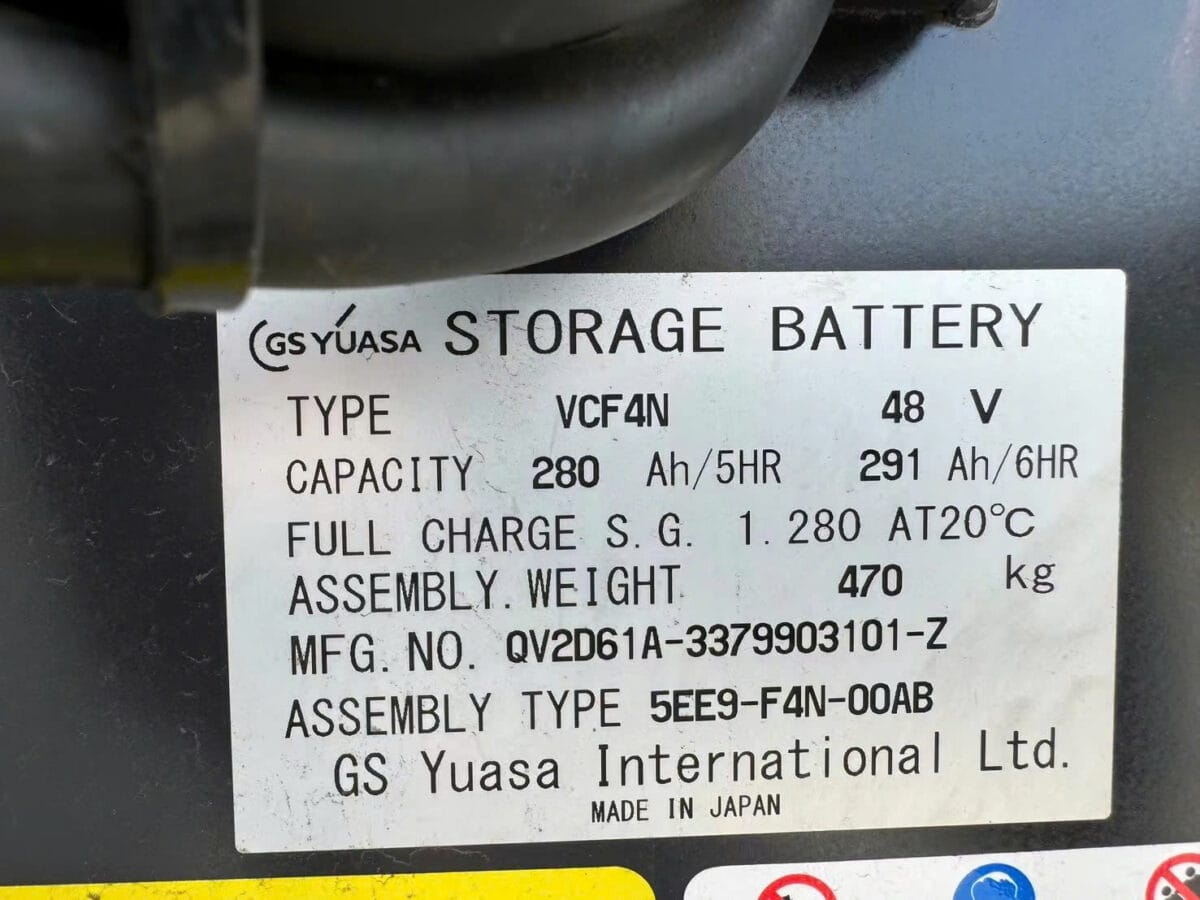 GS YUASA STORAGE BATTERY
TYPE VCF4N 48 V
CAPACITY 280 Ah/5HR 291 Ah/6HR
FULL CHARGE S.G. 1.280 AT20℃
ASSEMBLY.WEIGHT 470 kg
MFG.NO. QV2D61A-3379903101-Z
ASSEMBLY TYPE 5EE9-F4N-00AB
GS Yuasa International Ltd.
MADE IN JAPAN